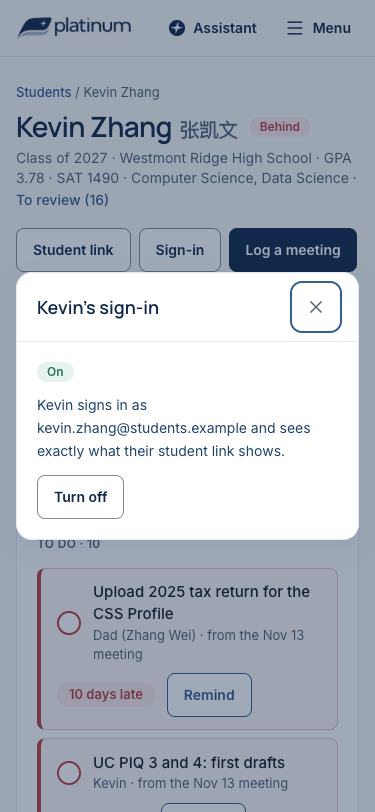 platinum
Assistant
Menu
Students / Kevin Zhang
Kevin Zhang 张凯文 Behind
Class of 2027 · Westmont Ridge High School · GPA
3.78 · SAT 1490 · Computer Science, Data Science ·
To review (16)
Student link
Sign-in
Log a meeting
Kevin's sign-in
On
Kevin signs in as
kevin.zhang@students.example and sees
exactly what their student link shows.
Turn off
TO DO · 10
Upload 2025 tax return for the
CSS Profile
Dad (Zhang Wei) · from the Nov 13
meeting
10 days late
Remind
UC PIQ 3 and 4: first drafts
Kevin · from the Nov 13 meeting